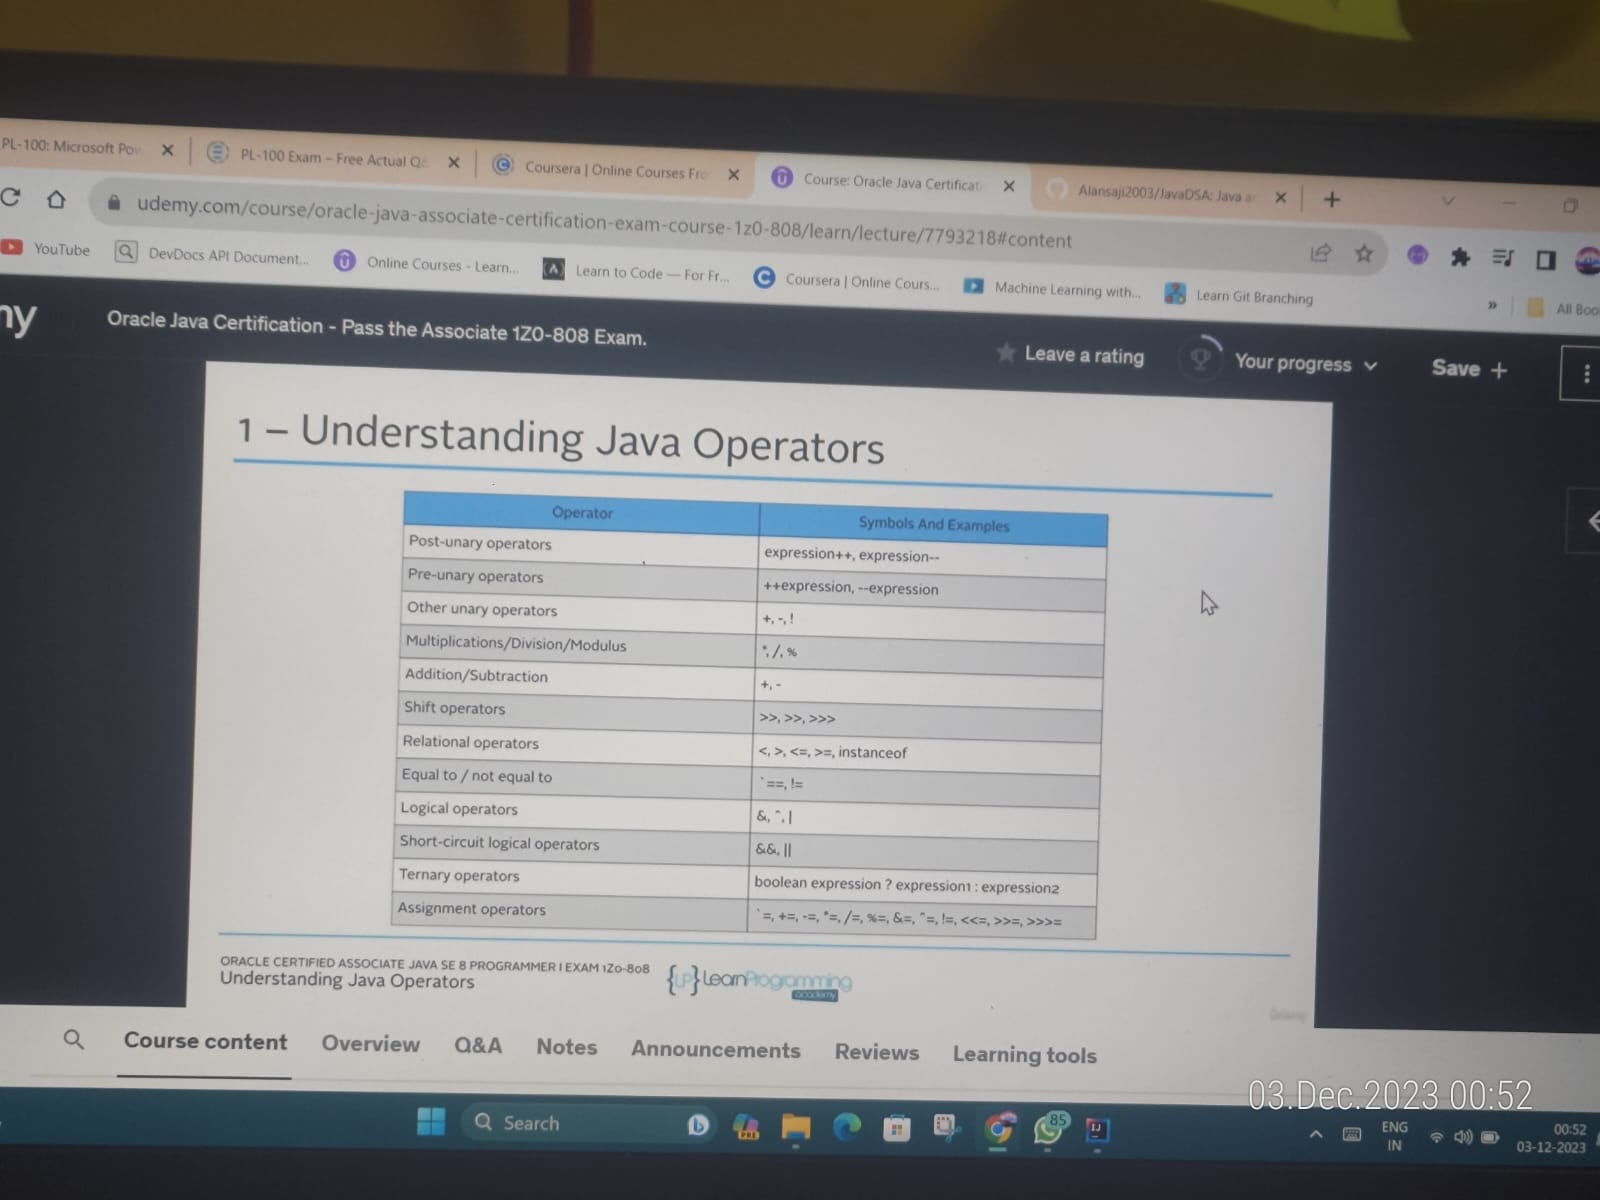 PL-100: Microsoft Pow
PL-100 Exam – Free Actual Q&
Coursera | Online Courses Fro
Course: Oracle Java Certificat
Alansaji2003/JavaDSA: Java a
udemy.com/course/oracle-java-associate-certification-exam-course-1z0-808/learn/lecture/7793218#content
YouTube
DevDocs API Document...
Online Courses - Learn...
Learn to Code — For Fr...
Coursera | Online Cours...
Machine Learning with...
Learn Git Branching
»
All Boo
ny
Oracle Java Certification - Pass the Associate 1Z0-808 Exam.
Leave a rating
Your progress
Save +
1 – Understanding Java Operators
Operator Symbols And Examples
Post-unary operators expression++, expression--
Pre-unary operators ++expression, --expression
Other unary operators +, -, !
Multiplications/Division/Modulus *, /, %
Addition/Subtraction +, -
Shift operators >>, >>, >>>
Relational operators <, >, <=, >=, instanceof
Equal to / not equal to `==, !=
Logical operators &, ^, |
Short-circuit logical operators &&, ||
Ternary operators boolean expression ? expression1 : expression2
Assignment operators `=, +=, -=, *=, /=, %=, &=, ^=, !=, <<=, >>=, >>>=
ORACLE CERTIFIED ASSOCIATE JAVA SE 8 PROGRAMMER I EXAM 1Z0-808
Understanding Java Operators
{LP} LearnProgramming
academy
Course content
Overview
Q&A
Notes
Announcements
Reviews
Learning tools
03.Dec.2023 00:52
Search
PRE
85
IJ
ENG
IN
00:52
03-12-2023